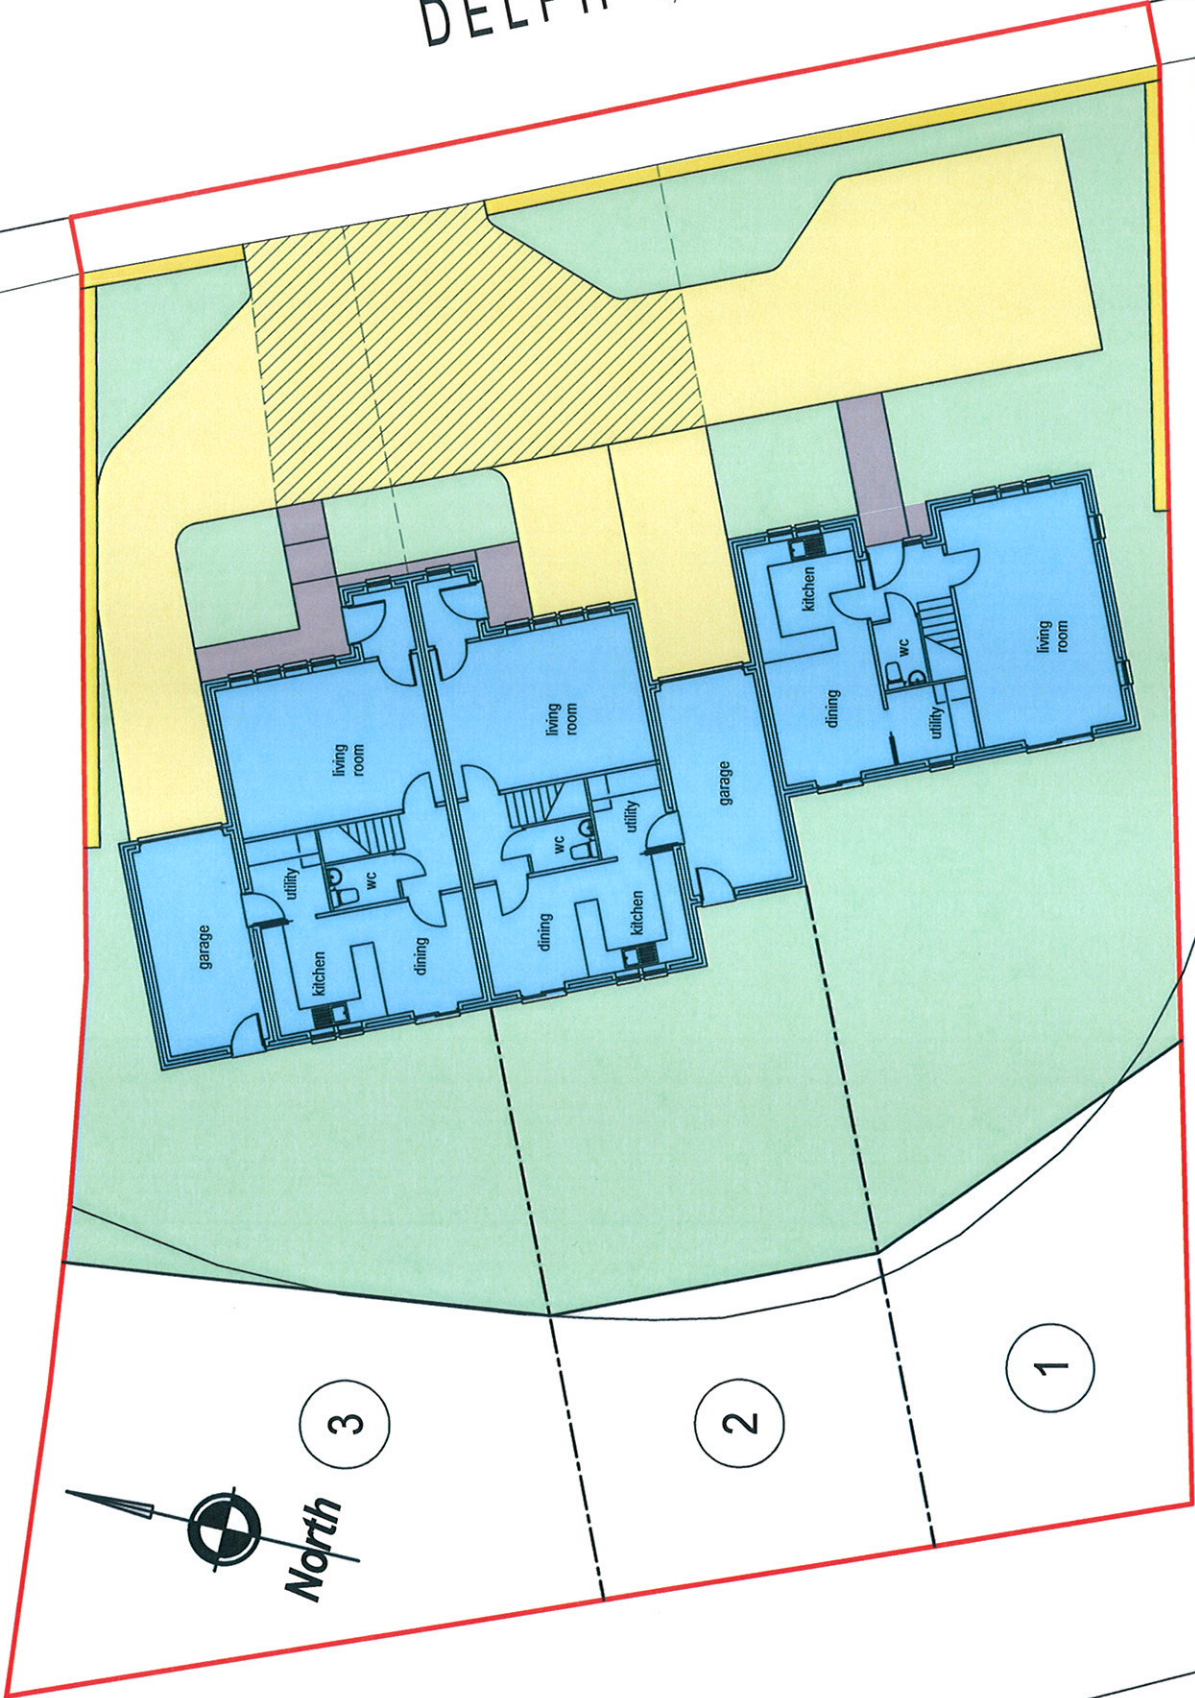 DELPH
living
room
garage
utility
wc
kitchen
dining
living
room
utility
wc
dining
kitchen
garage
kitchen
dining
wc
utility
living
room
3
2
1
North